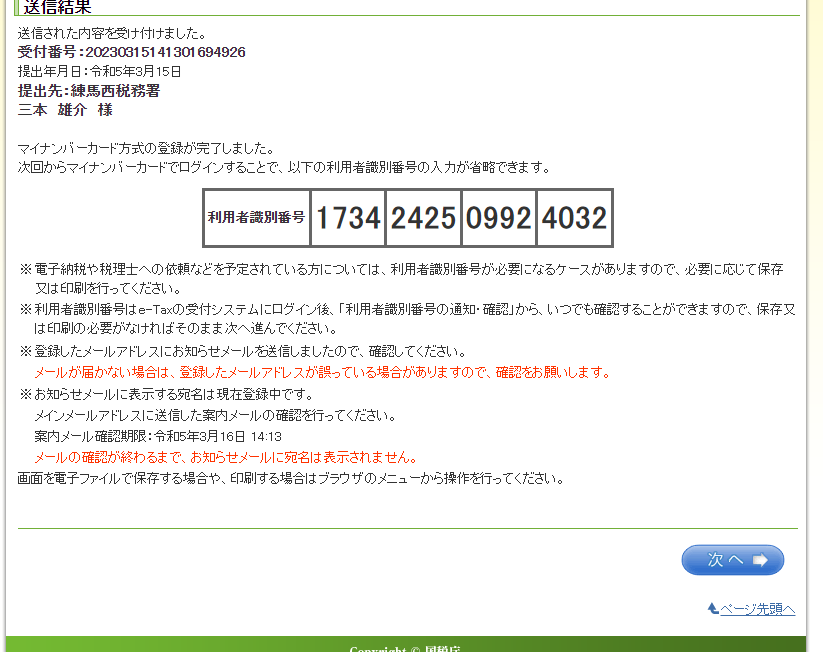 送信結果
送信された内容を受け付けました。
受付番号：20230315141301694926
提出年月日：令和5年3月15日
提出先：練馬西税務署
三本　雄介　様
マイナンバーカード方式の登録が完了しました。
次回からマイナンバーカードでログインすることで、以下の利用者識別番号の入力が省略できます。
利用者識別番号 1734 2425 0992 4032
※電子納税や税理士への依頼などを予定されている方については、利用者識別番号が必要になるケースがありますので、必要に応じて保存
又は印刷を行ってください。
※利用者識別番号はe-Taxの受付システムにログイン後、「利用者識別番号の通知・確認」から、いつでも確認することができますので、保存又
は印刷の必要がなければそのまま次へ進んでください。
※登録したメールアドレスにお知らせメールを送信しましたので、確認してください。
メールが届かない場合は、登録したメールアドレスが誤っている場合がありますので、確認をお願いします。
※お知らせメールに表示する宛名は現在登録中です。
メインメールアドレスに送信した案内メールの確認を行ってください。
案内メール確認期限：令和5年3月16日 14:13
メールの確認が終わるまで、お知らせメールに宛名は表示されません。
画面を電子ファイルで保存する場合や、印刷する場合はブラウザのメニューから操作を行ってください。
次へ
ページ先頭へ
Copyright © 国税庁